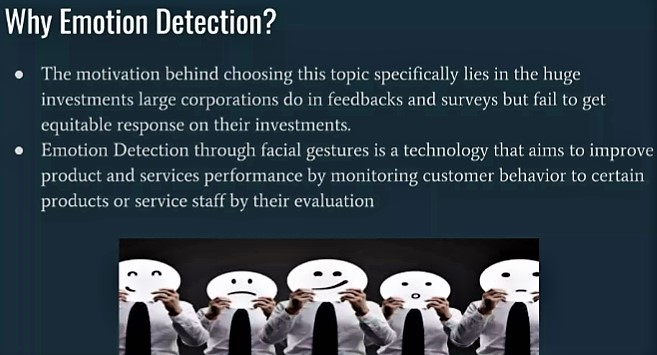 Why Emotion Detection?
● The motivation behind choosing this topic specifically lies in the huge
investments large corporations do in feedbacks and surveys but fail to get
equitable response on their investments.
● Emotion Detection through facial gestures is a technology that aims to improve
product and services performance by monitoring customer behavior to certain
products or service staff by their evaluation